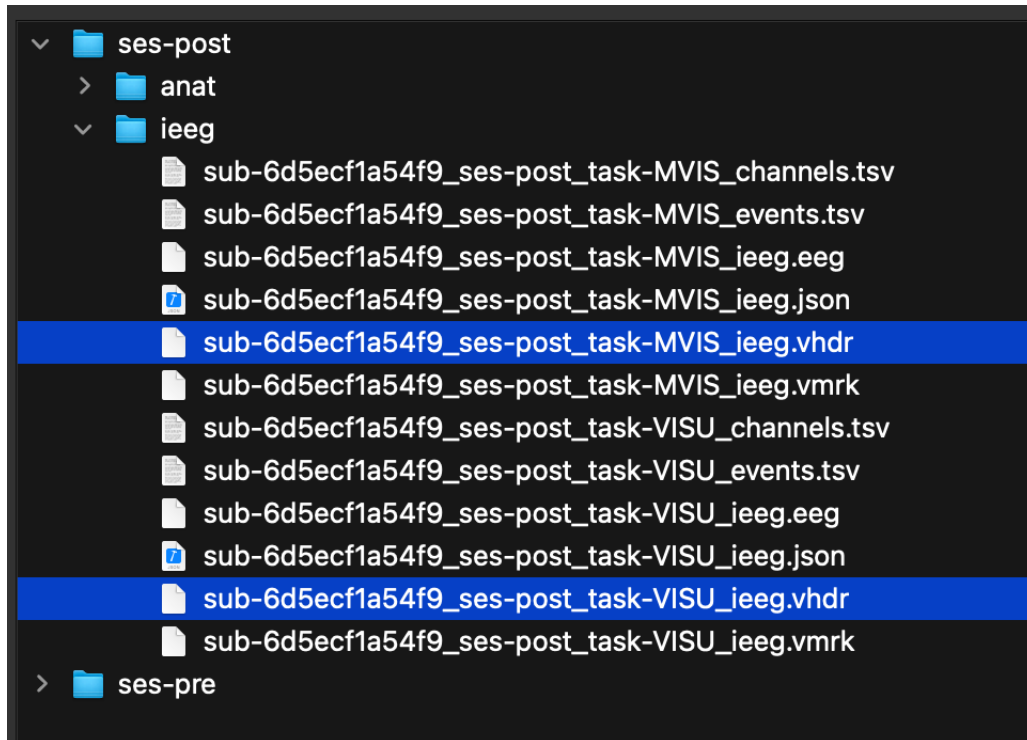 ses-post
anat
ieeg
sub-6d5ecf1a54f9_ses-post_task-MVIS_channels.tsv
sub-6d5ecf1a54f9_ses-post_task-MVIS_events.tsv
sub-6d5ecf1a54f9_ses-post_task-MVIS_ieeg.eeg
sub-6d5ecf1a54f9_ses-post_task-MVIS_ieeg.json
sub-6d5ecf1a54f9_ses-post_task-MVIS_ieeg.vhdr
sub-6d5ecf1a54f9_ses-post_task-MVIS_ieeg.vmrk
sub-6d5ecf1a54f9_ses-post_task-VISU_channels.tsv
sub-6d5ecf1a54f9_ses-post_task-VISU_events.tsv
sub-6d5ecf1a54f9_ses-post_task-VISU_ieeg.eeg
sub-6d5ecf1a54f9_ses-post_task-VISU_ieeg.json
sub-6d5ecf1a54f9_ses-post_task-VISU_ieeg.vhdr
sub-6d5ecf1a54f9_ses-post_task-VISU_ieeg.vmrk
ses-pre